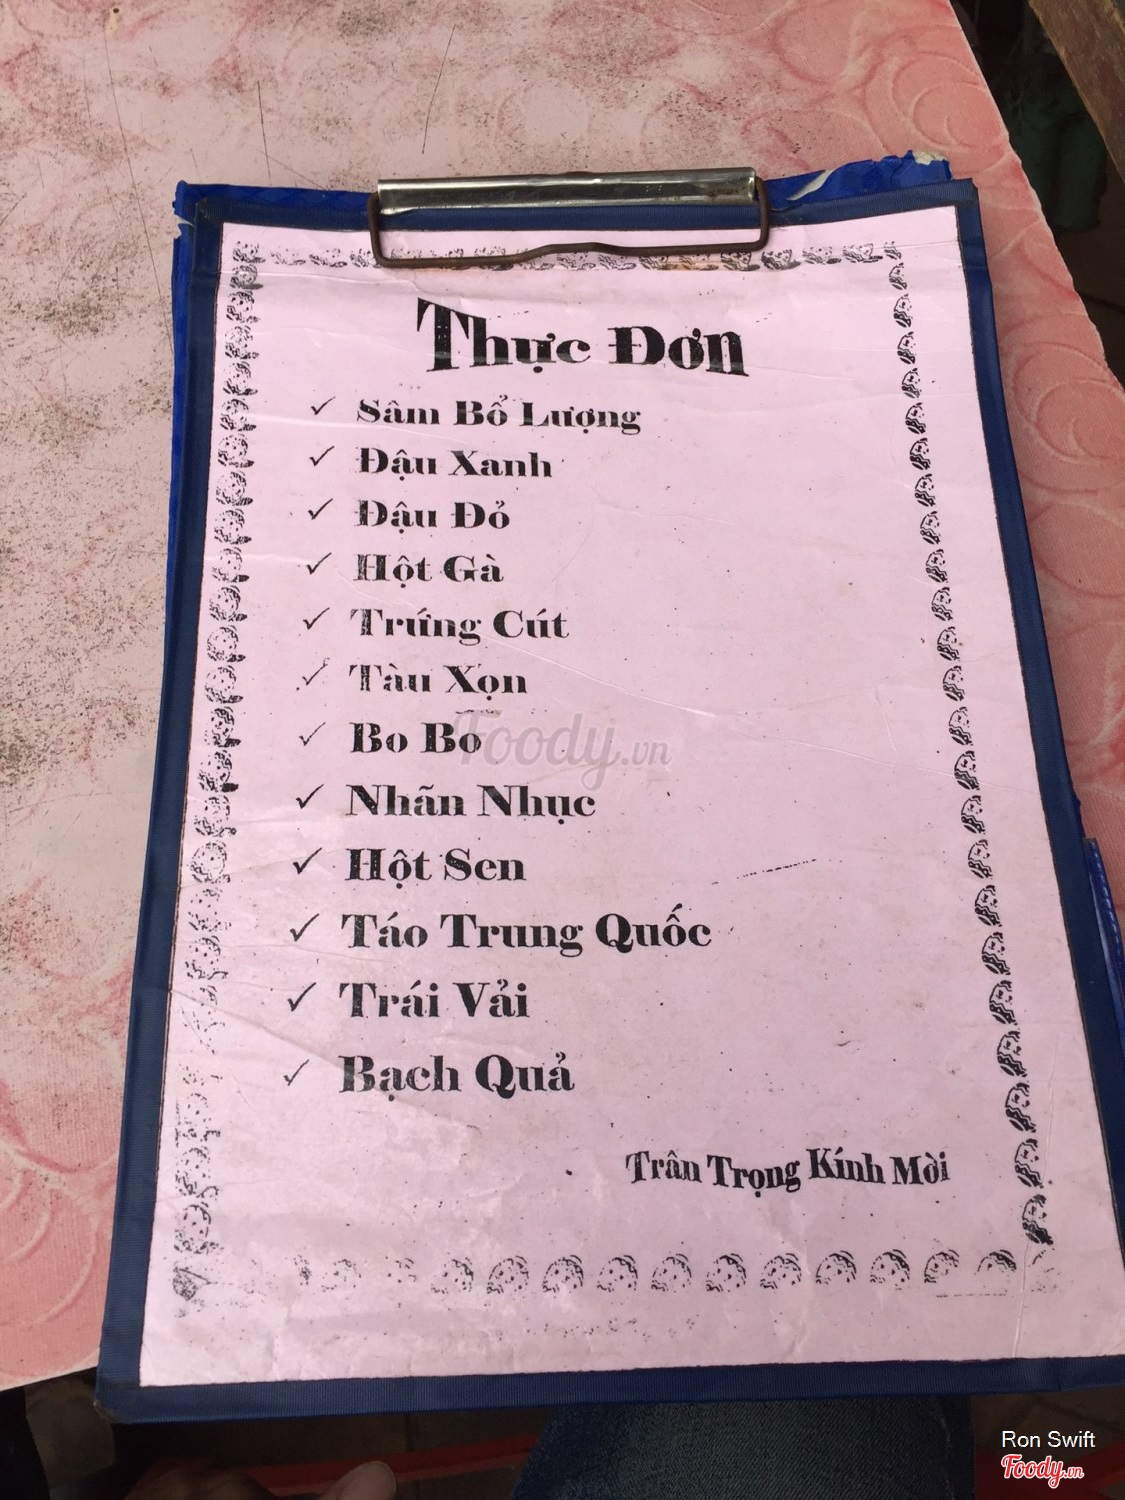 Thực Đơn
✓ Sâm Bổ Lượng
✓ Đậu Xanh
✓ Đậu Đỏ
✓ Hột Gà
✓ Trứng Cút
✓ Tàu Xọn
✓ Bo Bo
Foody.vn
✓ Nhãn Nhục
✓ Hột Sen
✓ Táo Trung Quốc
✓ Trái Vải
✓ Bạch Quả
Trân Trọng Kính Mời
Ron Swift
Foody.vn